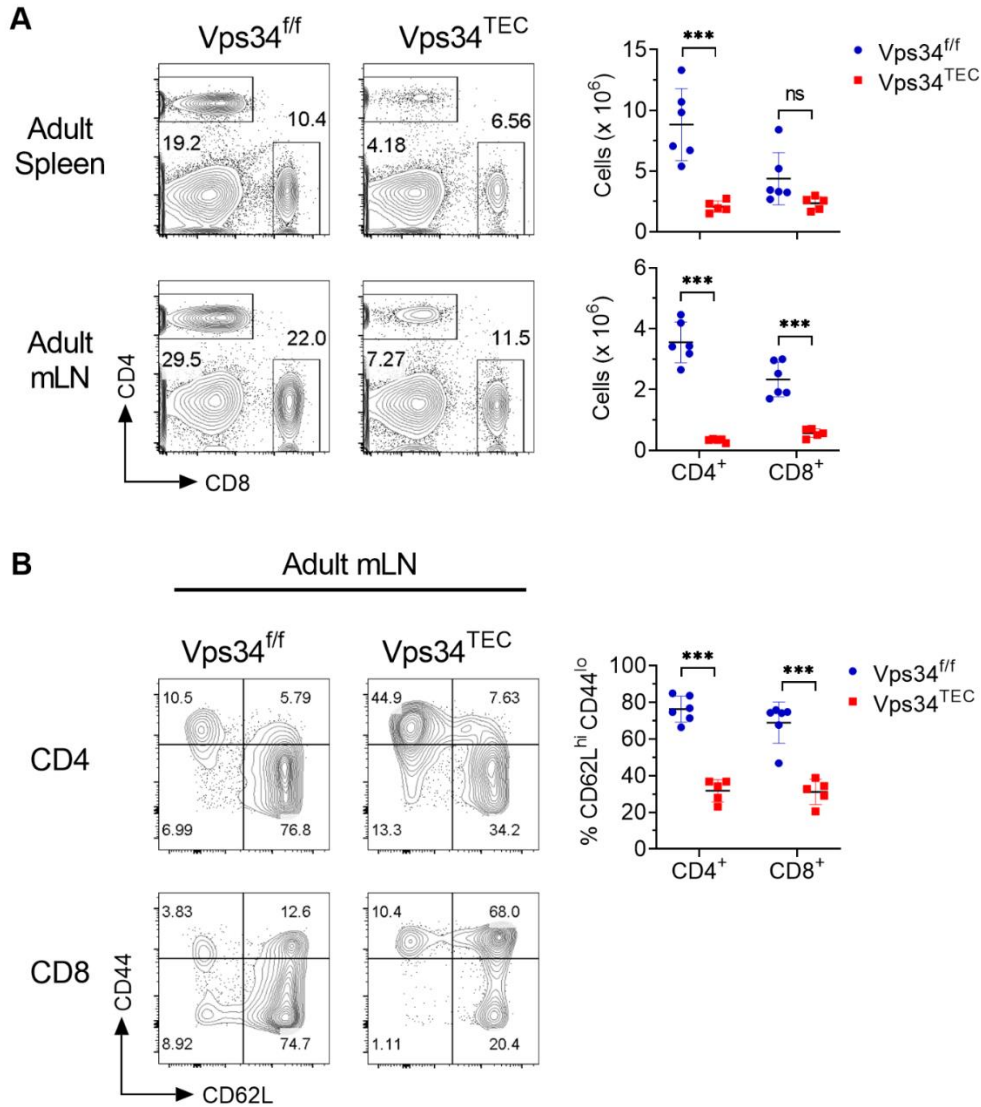 A
Vps34f/f
Vps34TEC
Adult
Spleen
19.2
10.4
4.18
6.56
Adult
mLN
29.5
22.0
7.27
11.5
CD4
CD8
15
10
5
0
Cells (x 10⁶)
***
ns
Vps34f/f
Vps34TEC
6
4
2
0
Cells (x 10⁶)
***
***
CD4+
CD8+
B
Adult mLN
Vps34f/f
Vps34TEC
CD4
10.5
5.79
6.99
76.8
44.9
7.63
13.3
34.2
CD8
3.83
12.6
8.92
74.7
10.4
68.0
1.11
20.4
CD44
CD62L
100
80
60
40
20
0
% CD62Lhi CD44lo
***
***
CD4+
CD8+
Vps34f/f
Vps34TEC